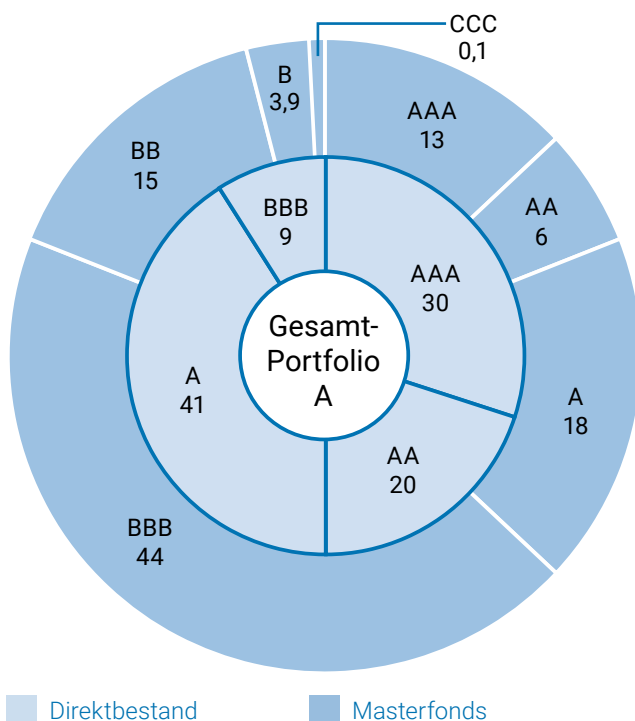 CCC
0,1
B
3,9
AAA
13
BB
15
AA
6
BBB
9
AAA
30
Gesamt-
Portfolio
A
A
41
A
18
AA
20
BBB
44
Direktbestand
Masterfonds